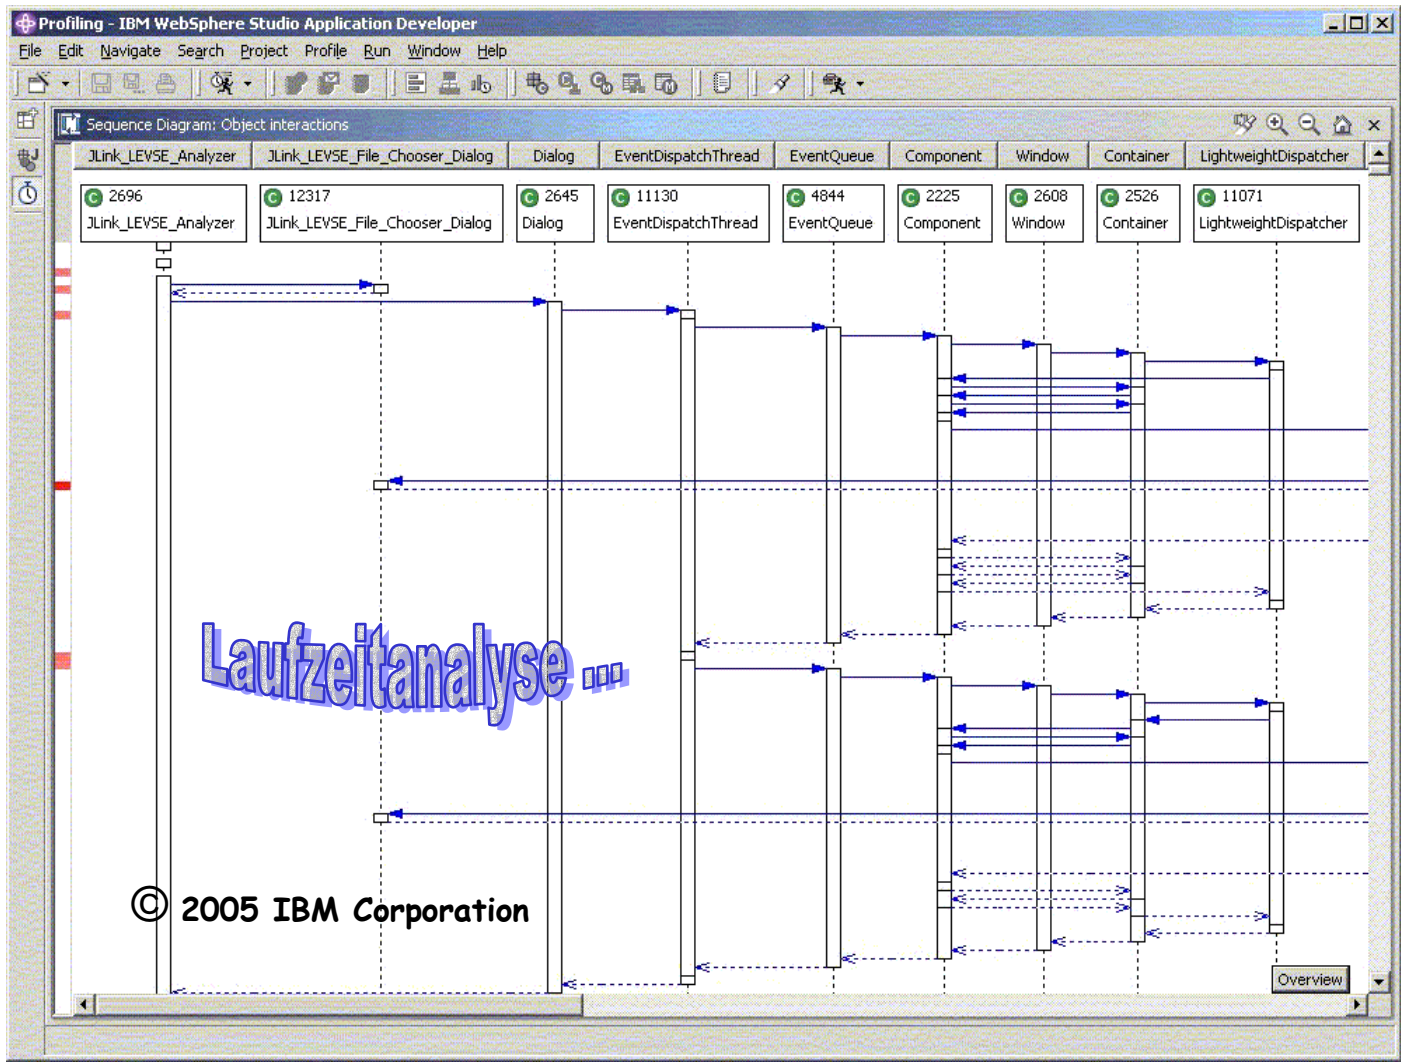 Profiling - IBM WebSphere Studio Application Developer
File Edit Navigate Search Project Profile Run Window Help
Sequence Diagram: Object interactions
JLink_LEVSE_Analyzer JLink_LEVSE_File_Chooser_Dialog Dialog EventDispatchThread EventQueue Component Window Container LightweightDispatcher
2696 12317 2645 11130 4844 2225 2608 2526 11071
JLink_LEVSE_Analyzer JLink_LEVSE_File_Chooser_Dialog Dialog EventDispatchThread EventQueue Component Window Container LightweightDispatcher
Laufzeitanalyse ...
© 2005 IBM Corporation
Overview